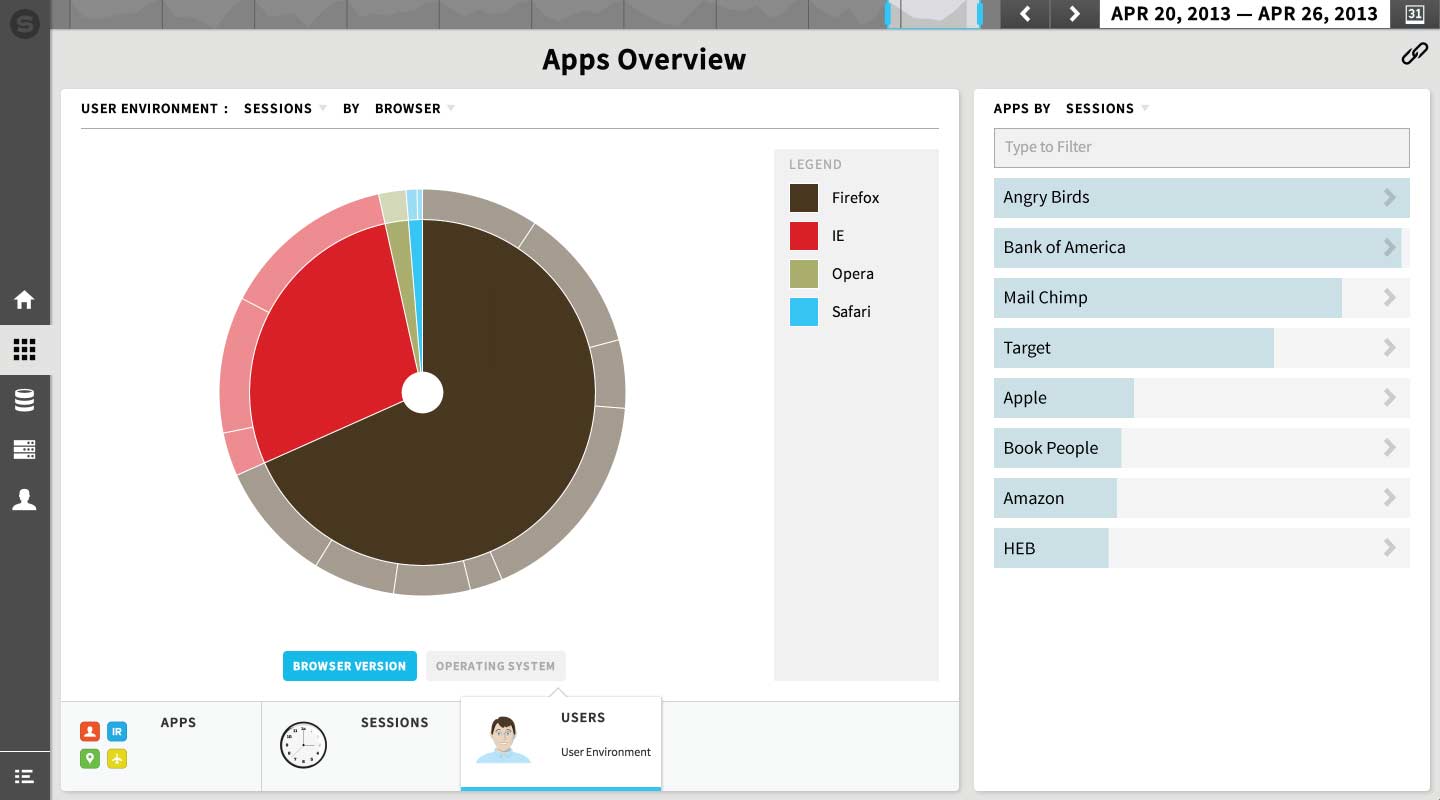 S
APR 20, 2013 — APR 26, 2013
31
Apps Overview
USER ENVIRONMENT : SESSIONS BY BROWSER
LEGEND
Firefox
IE
Opera
Safari
BROWSER VERSION
OPERATING SYSTEM
APPS
IR
SESSIONS
USERS
User Environment
APPS BY SESSIONS
Type to Filter
Angry Birds
Bank of America
Mail Chimp
Target
Apple
Book People
Amazon
HEB